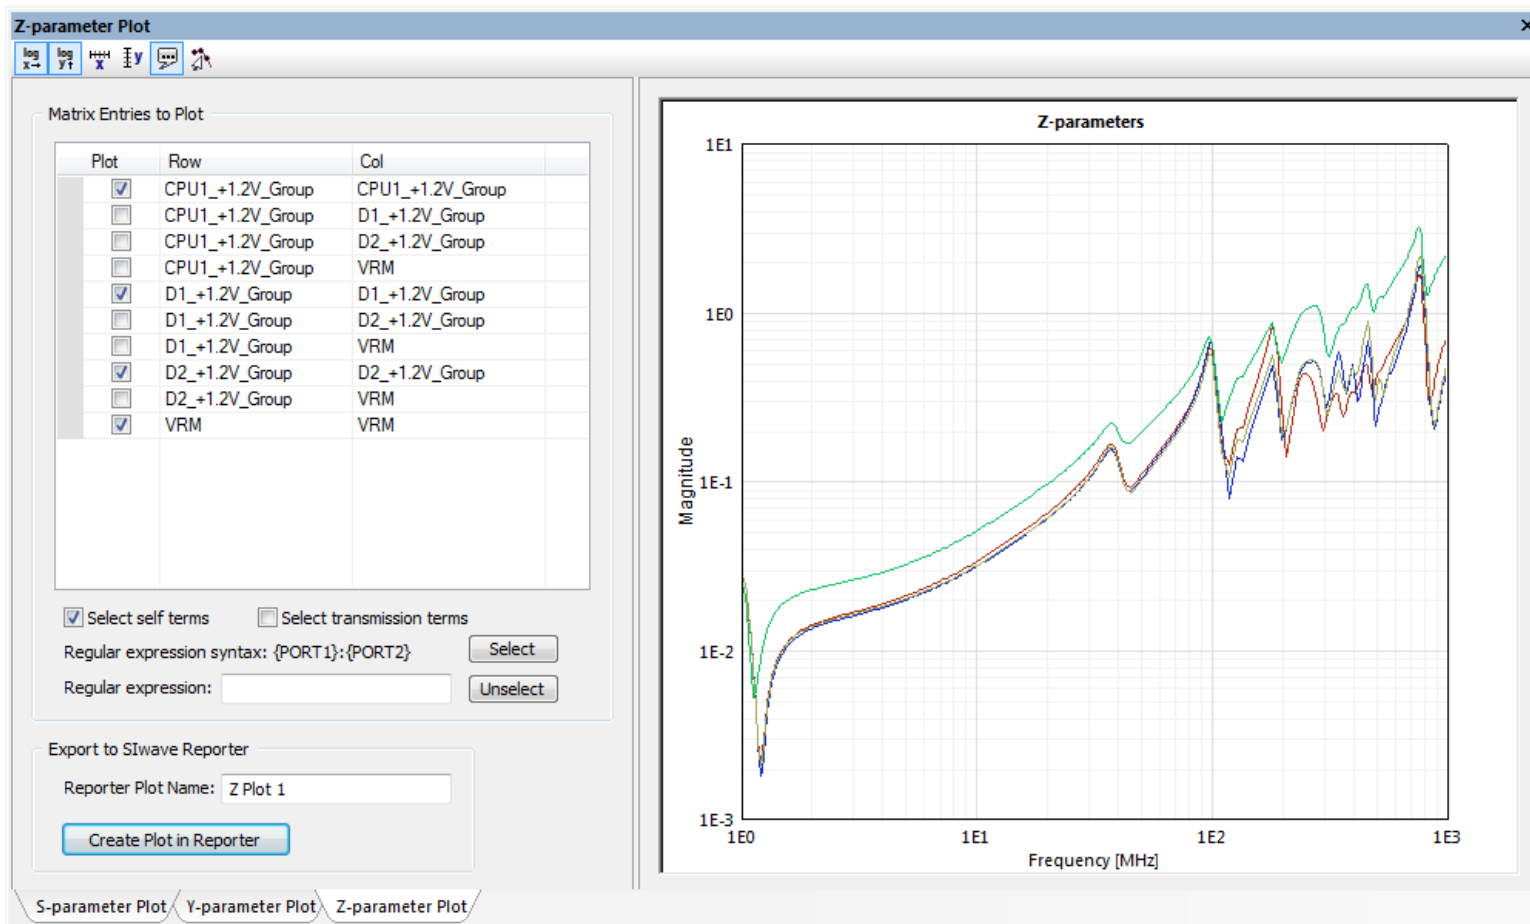 Z-parameter Plot
log x→ log y↑ x y
Matrix Entries to Plot
Plot Row Col
CPU1_+1.2V_Group CPU1_+1.2V_Group
CPU1_+1.2V_Group D1_+1.2V_Group
CPU1_+1.2V_Group D2_+1.2V_Group
CPU1_+1.2V_Group VRM
D1_+1.2V_Group D1_+1.2V_Group
D1_+1.2V_Group D2_+1.2V_Group
D1_+1.2V_Group VRM
D2_+1.2V_Group D2_+1.2V_Group
D2_+1.2V_Group VRM
VRM VRM
Select self terms Select transmission terms
Regular expression syntax: {PORT1}:{PORT2} Select
Regular expression: Unselect
Export to SIwave Reporter
Reporter Plot Name: Z Plot 1
Create Plot in Reporter
Z-parameters
1E1
1E0
1E-1
1E-2
1E-3
Magnitude
1E0 1E1 1E2 1E3
Frequency [MHz]
S-parameter Plot Y-parameter Plot Z-parameter Plot